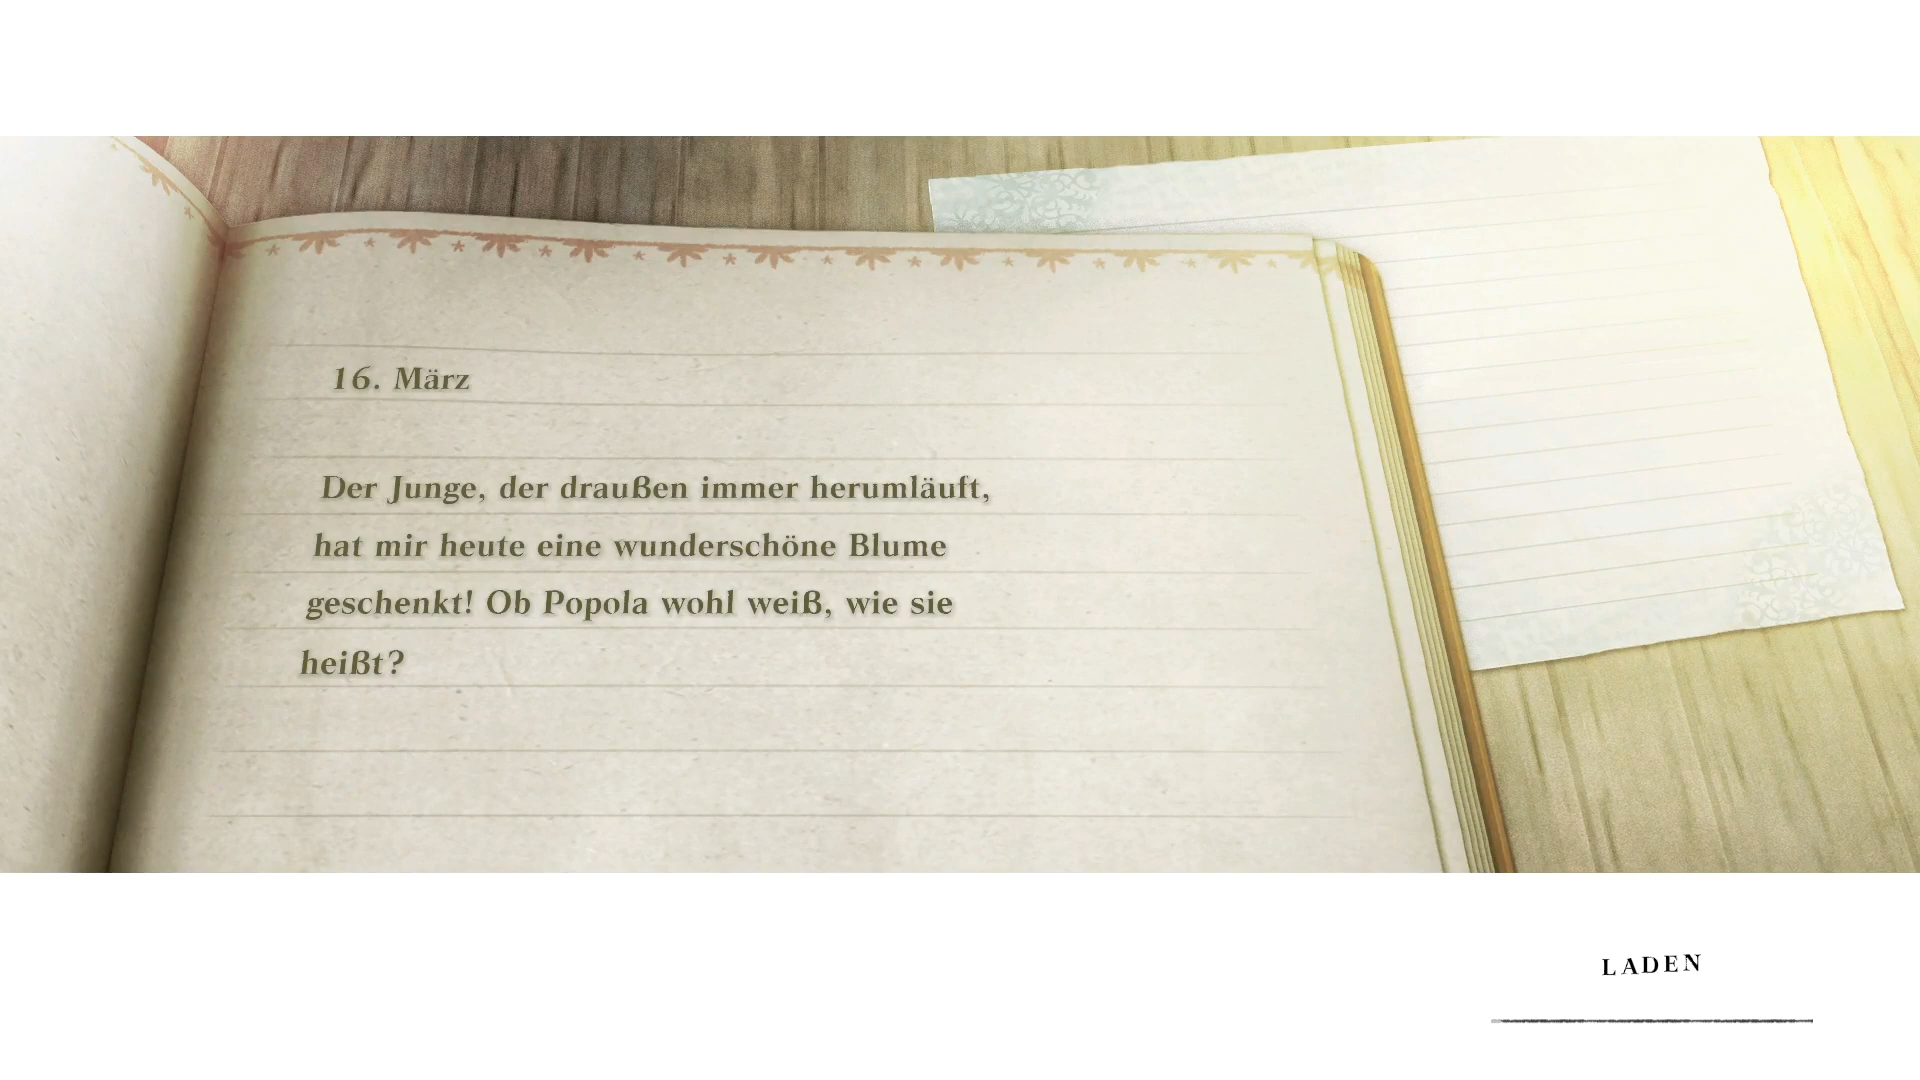 16. März
Der Junge, der draußen immer herumläuft,
hat mir heute eine wunderschöne Blume
geschenkt! Ob Popola wohl weiß, wie sie
heißt?
LADEN